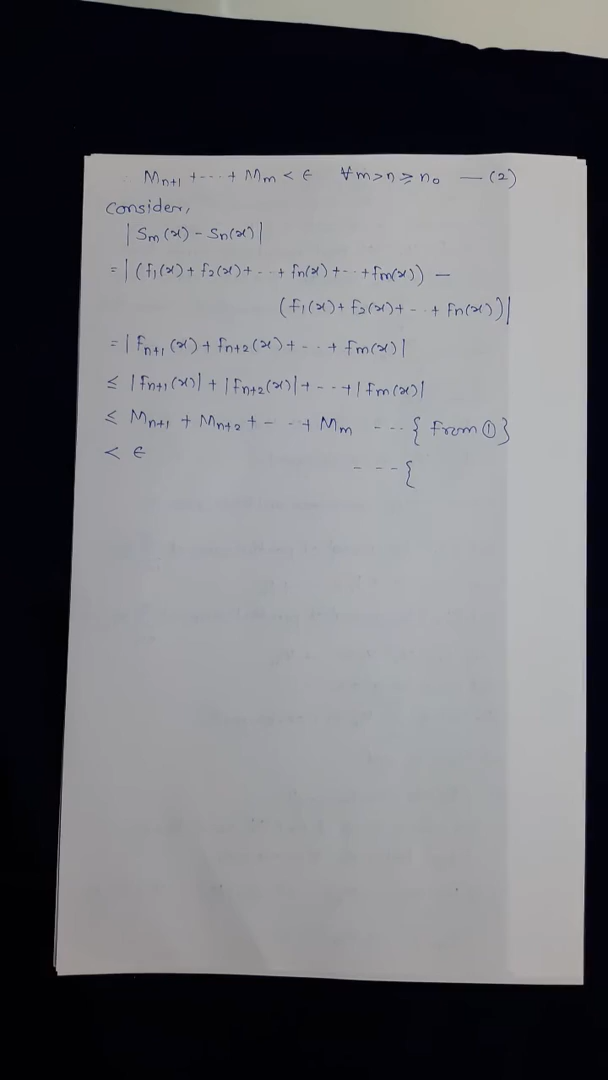 Mn+1 + --- + Mm < ϵ ∀ m > n ≥ n0 — (2)
Consider,
| Sm(x) - Sn(x) |
= | (f1(x) + f2(x) + - - + fn(x) + - - + fm(x)) -
(f1(x) + f2(x) + - - + fn(x)) |
= | fn+1(x) + fn+2(x) + - - + fm(x) |
≤ | fn+1(x) | + | fn+2(x) | + - - - + | fm(x) |
≤ Mn+1 + Mn+2 + - - - + Mm --- { from ① }
< ϵ - - - {